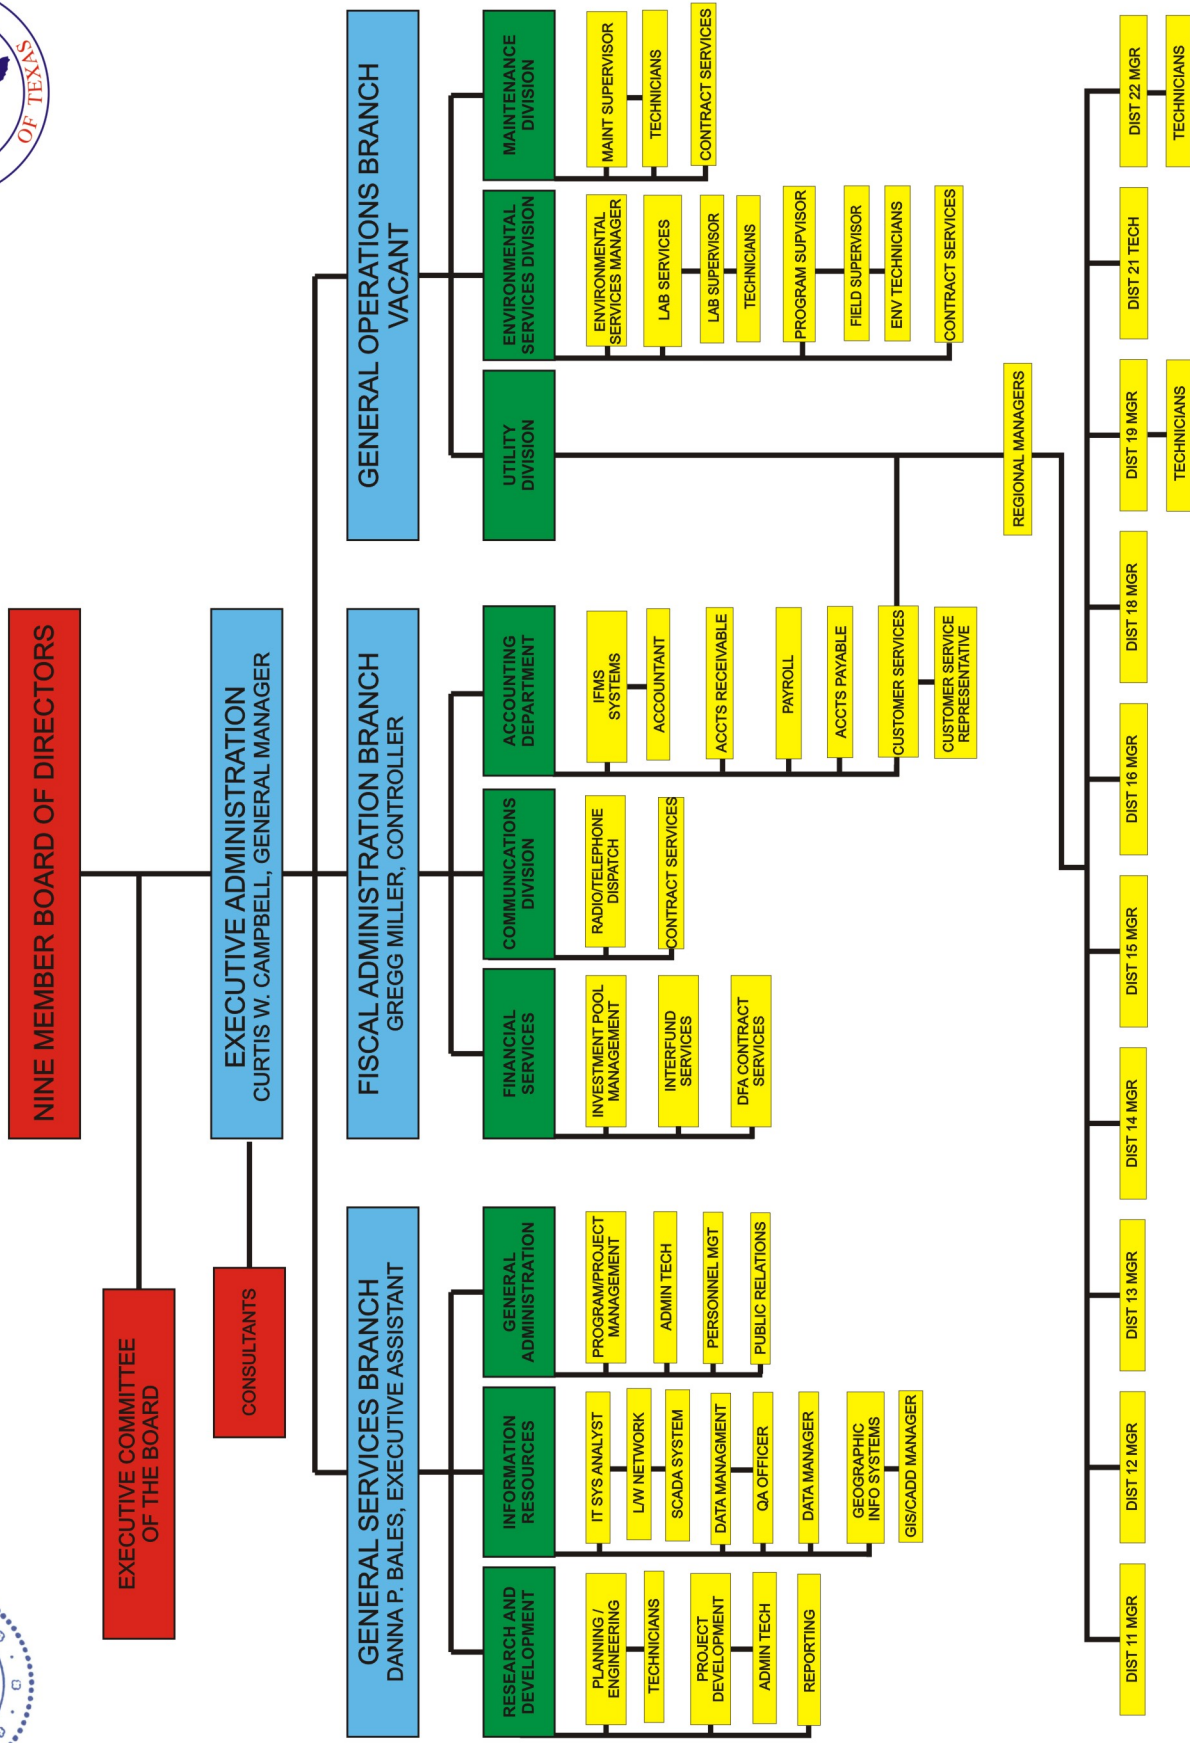 OF TEXAS
NINE MEMBER BOARD OF DIRECTORS
EXECUTIVE COMMITTEE
OF THE BOARD
EXECUTIVE ADMINISTRATION
CURTIS W. CAMPBELL, GENERAL MANAGER
CONSULTANTS
GENERAL SERVICES BRANCH
DANNA P. BALES, EXECUTIVE ASSISTANT
FISCAL ADMINISTRATION BRANCH
GREGG MILLER, CONTROLLER
GENERAL OPERATIONS BRANCH
VACANT
RESEARCH AND
DEVELOPMENT
PLANNING /
ENGINEERING
TECHNICIANS
PROJECT
DEVELOPMENT
ADMIN TECH
REPORTING
INFORMATION
RESOURCES
IT SYS ANALYST
L/W NETWORK
SCADA SYSTEM
DATA MANAGMENT
QA OFFICER
DATA MANAGER
GEOGRAPHIC
INFO SYSTEMS
GIS/CADD MANAGER
GENERAL
ADMINISTRATION
PROGRAM/PROJECT
MANAGEMENT
ADMIN TECH
PERSONNEL MGT
PUBLIC RELATIONS
FINANCIAL
SERVICES
INVESTMENT POOL
MANAGEMENT
INTERFUND
SERVICES
DFA CONTRACT
SERVICES
COMMUNICATIONS
DIVISION
RADIO/TELEPHONE
DISPATCH
CONTRACT SERVICES
ACCOUNTING
DEPARTMENT
IFMS
SYSTEMS
ACCOUNTANT
ACCTS RECEIVABLE
PAYROLL
ACCTS PAYABLE
CUSTOMER SERVICES
CUSTOMER SERVICE
REPRESENTATIVE
UTILITY
DIVISION
ENVIRONMENTAL
SERVICES DIVISION
ENVIRONMENTAL
SERVICES MANAGER
LAB SERVICES
LAB SUPERVISOR
TECHNICIANS
PROGRAM SUPVISOR
FIELD SUPERVISOR
ENV TECHNICIANS
CONTRACT SERVICES
MAINTENANCE
DIVISION
MAINT SUPERVISOR
TECHNICIANS
CONTRACT SERVICES
REGIONAL MANAGERS
DIST 11 MGR
DIST 12 MGR
DIST 13 MGR
DIST 14 MGR
DIST 15 MGR
DIST 16 MGR
DIST 18 MGR
DIST 19 MGR
DIST 21 TECH
DIST 22 MGR
TECHNICIANS
TECHNICIANS